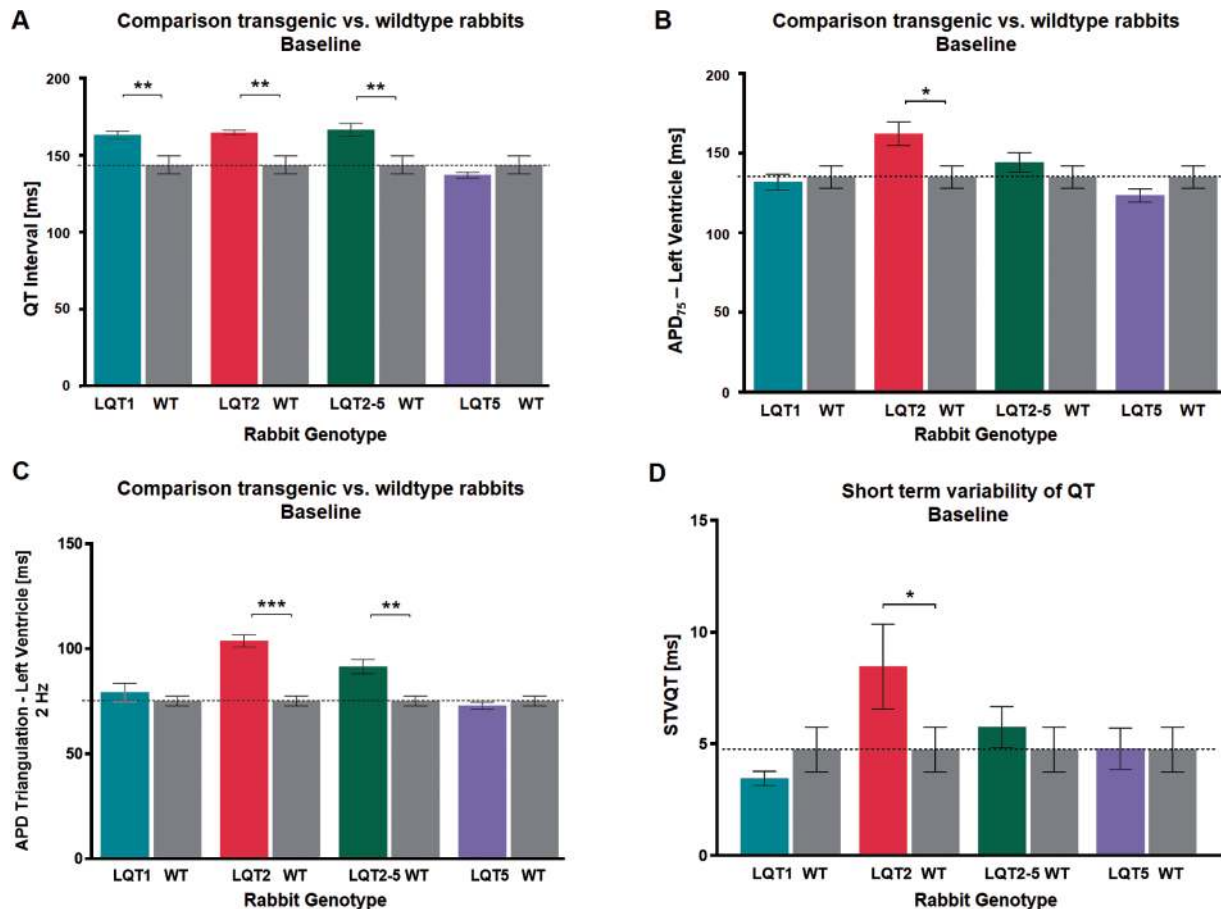 A
Comparison transgenic vs. wildtype rabbits
Baseline
QT Interval [ms]
200
150
100
50
0
** ** **
LQT1 WT LQT2 WT LQT2-5 WT LQT5 WT
Rabbit Genotype
B
Comparison transgenic vs. wildtype rabbits
Baseline
APD75 – Left Ventricle [ms]
200
150
100
50
0
*
LQT1 WT LQT2 WT LQT2-5 WT LQT5 WT
Rabbit Genotype
C
Comparison transgenic vs. wildtype rabbits
Baseline
APD Triangulation - Left Ventricle [ms]
2 Hz
150
100
50
0
*** **
LQT1 WT LQT2 WT LQT2-5 WT LQT5 WT
Rabbit Genotype
D
Short term variability of QT
Baseline
STVQT [ms]
15
10
5
0
*
LQT1 WT LQT2 WT LQT2-5 WT LQT5 WT
Rabbit Genotype